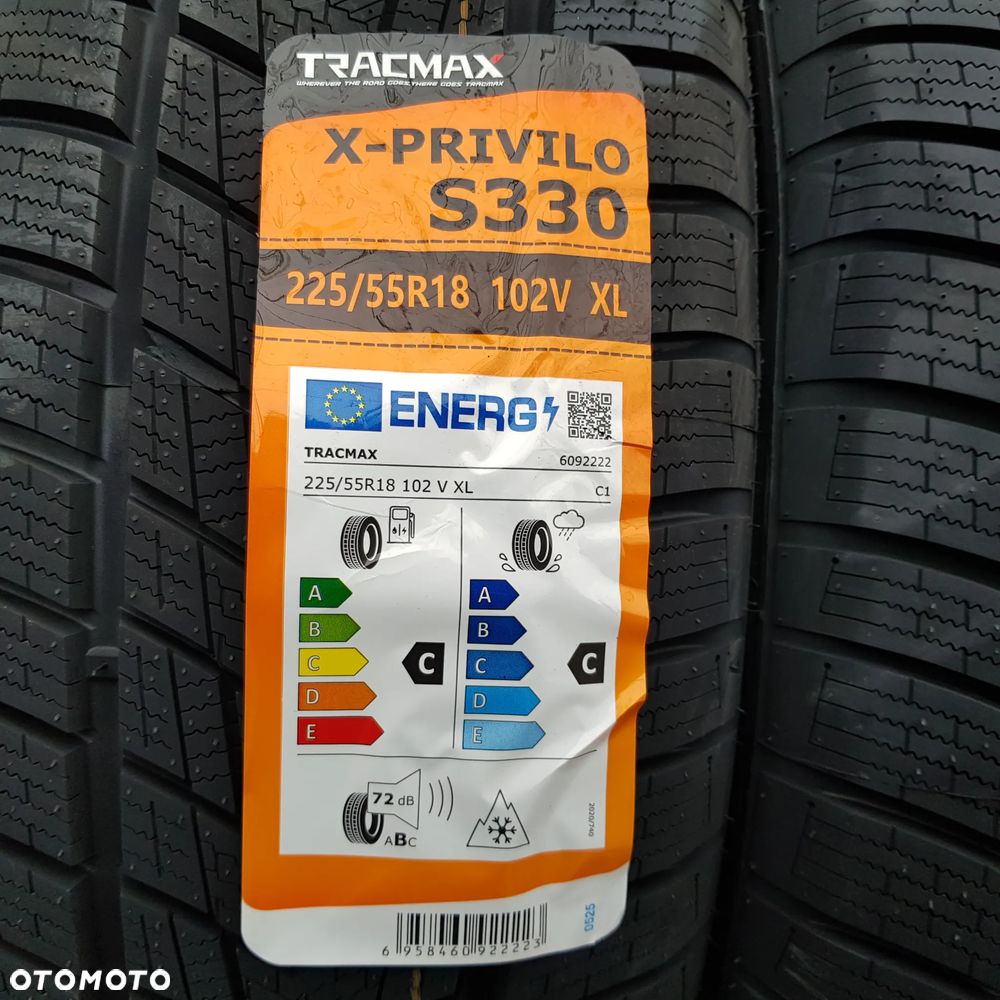 TRACMAX
WHEREVER THE ROAD GOES, THERE GOES TRACMAX
X-PRIVILO
S330
225/55R18 102V XL
ENERG
TRACMAX 6092222
225/55R18 102 V XL C1
A A
B B
C C C C
D D
E E
72 dB
ABC
2020/740
0525
6 958460 922223
OTOMOTO